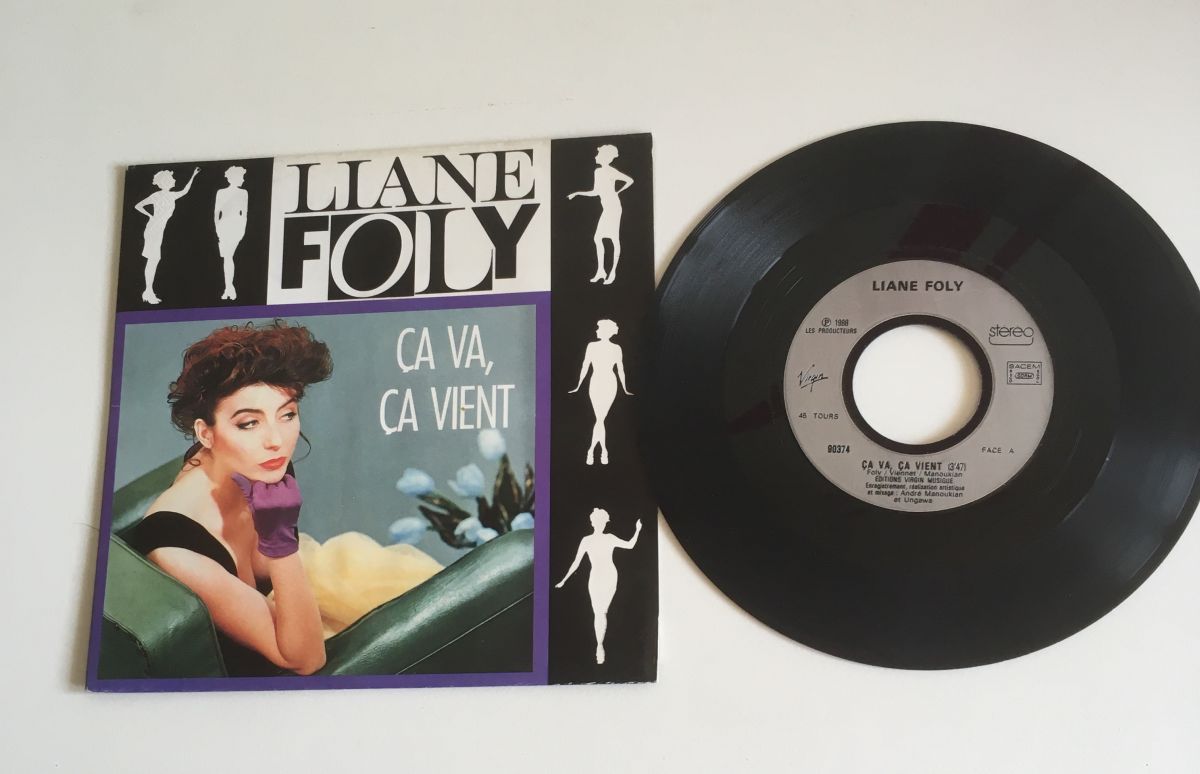 LIANE
FOLY
ÇA VA,
ÇA VIENT
LIANE FOLY
℗ 1988
LES PRODUCTEURS
stereo
Virgin
SACEM
SDRM
45 TOURS
90374
FACE A
ÇA VA, ÇA VIENT (3'47)
Foly / Viennet / Manoukian
ÉDITIONS VIRGIN MUSIQUE
Enregistrement, réalisation artistique
et mixage : André Manoukian
et Ungawa